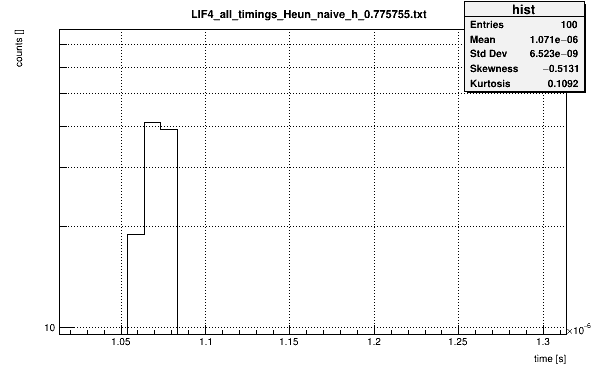 LIF4_all_timings_Heun_naive_h_0.775755.txt
hist
Entries 100
Mean 1.071e−06
Std Dev 6.523e−09
Skewness −0.5131
Kurtosis 0.1092
counts []
10
1.05 1.1 1.15 1.2 1.25 1.3
×10⁻⁶
time [s]